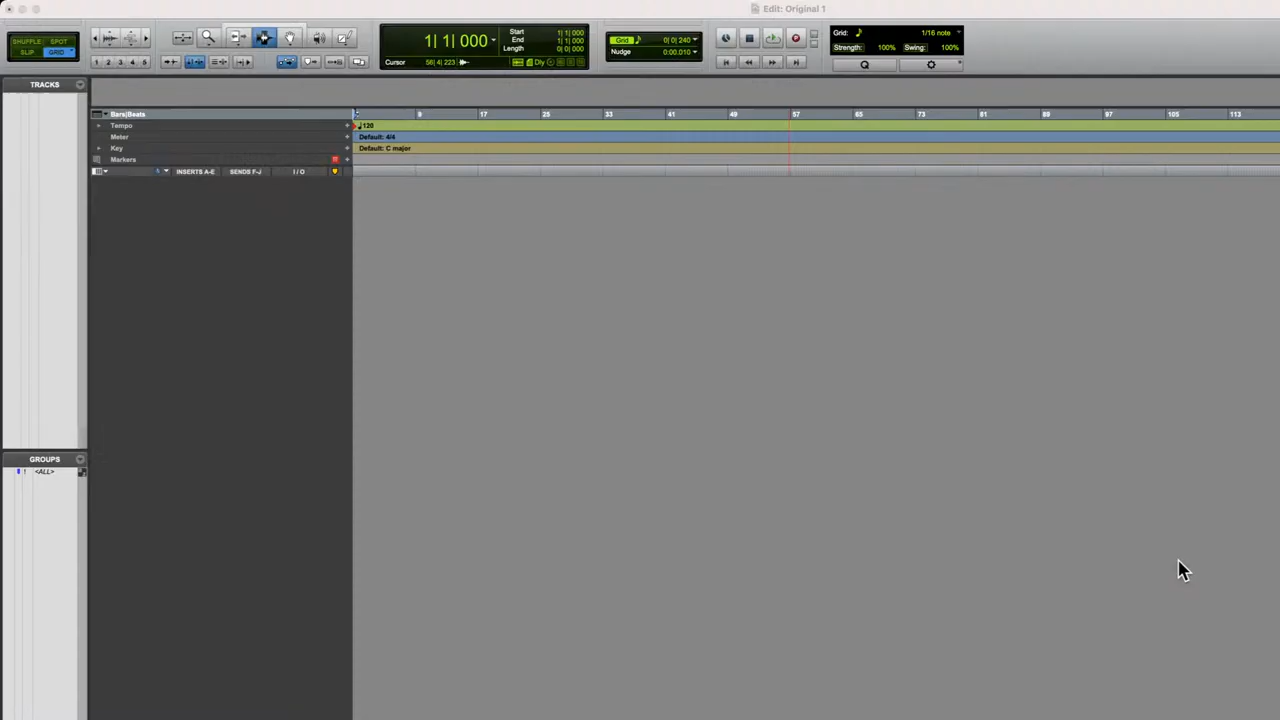 Edit: Original 1
SHUFFLE SPOT
SLIP GRID
1 2 3 4 5
1| 1| 000
Start 1| 1| 000
End 1| 1| 000
Length 0| 0| 000
Cursor 56| 4| 223
Dly
Grid 0| 0| 240
Nudge 0:00.010
Grid: 1/16 note
Strength: 100% Swing: 100%
Q
TRACKS
Bars|Beats
9 17 25 33 41 49 57 65 73 81 89 97 105 113
Tempo
120
Meter
Default: 4/4
Key
Default: C major
Markers
INSERTS A-E SENDS F-J I / O
GROUPS
! <ALL>